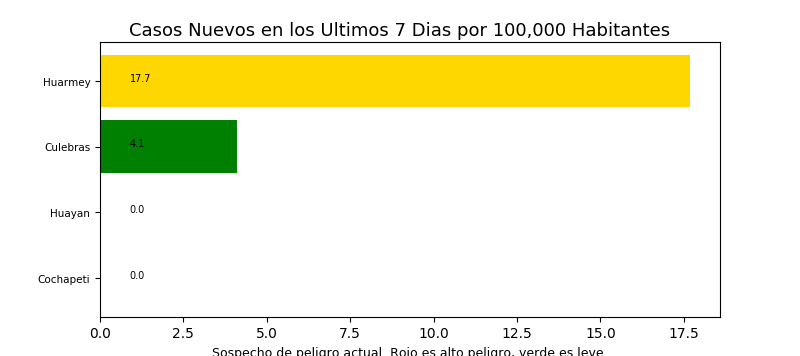 Casos Nuevos en los Ultimos 7 Dias por 100,000 Habitantes
Huarmey 17.7
Culebras 4.1
Huayan 0.0
Cochapeti 0.0
0.0 2.5 5.0 7.5 10.0 12.5 15.0 17.5
Sospecho de peligro actual. Rojo es alto peligro, verde es leve